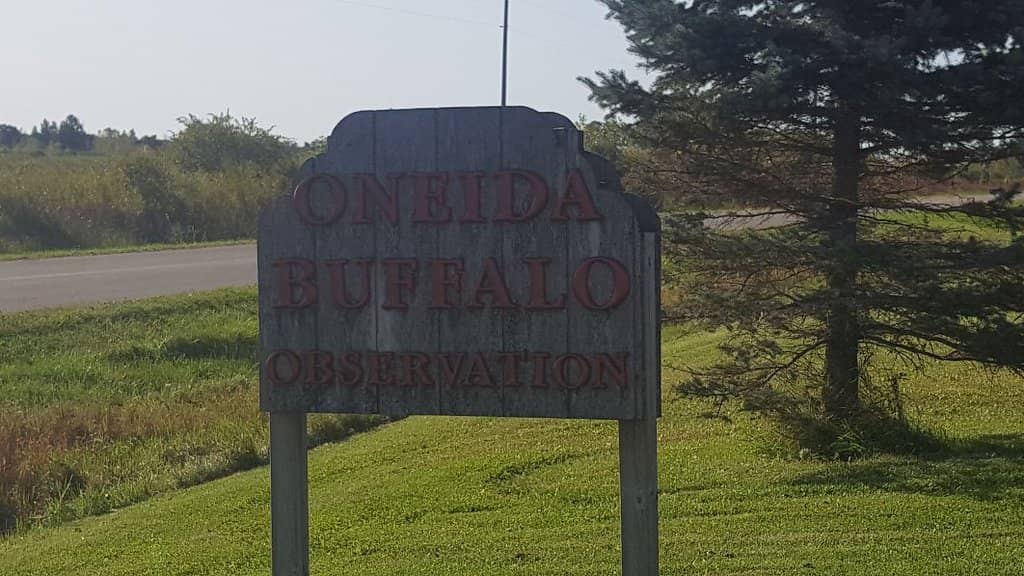 ONEIDA
BUFFALO
OBSERVATION